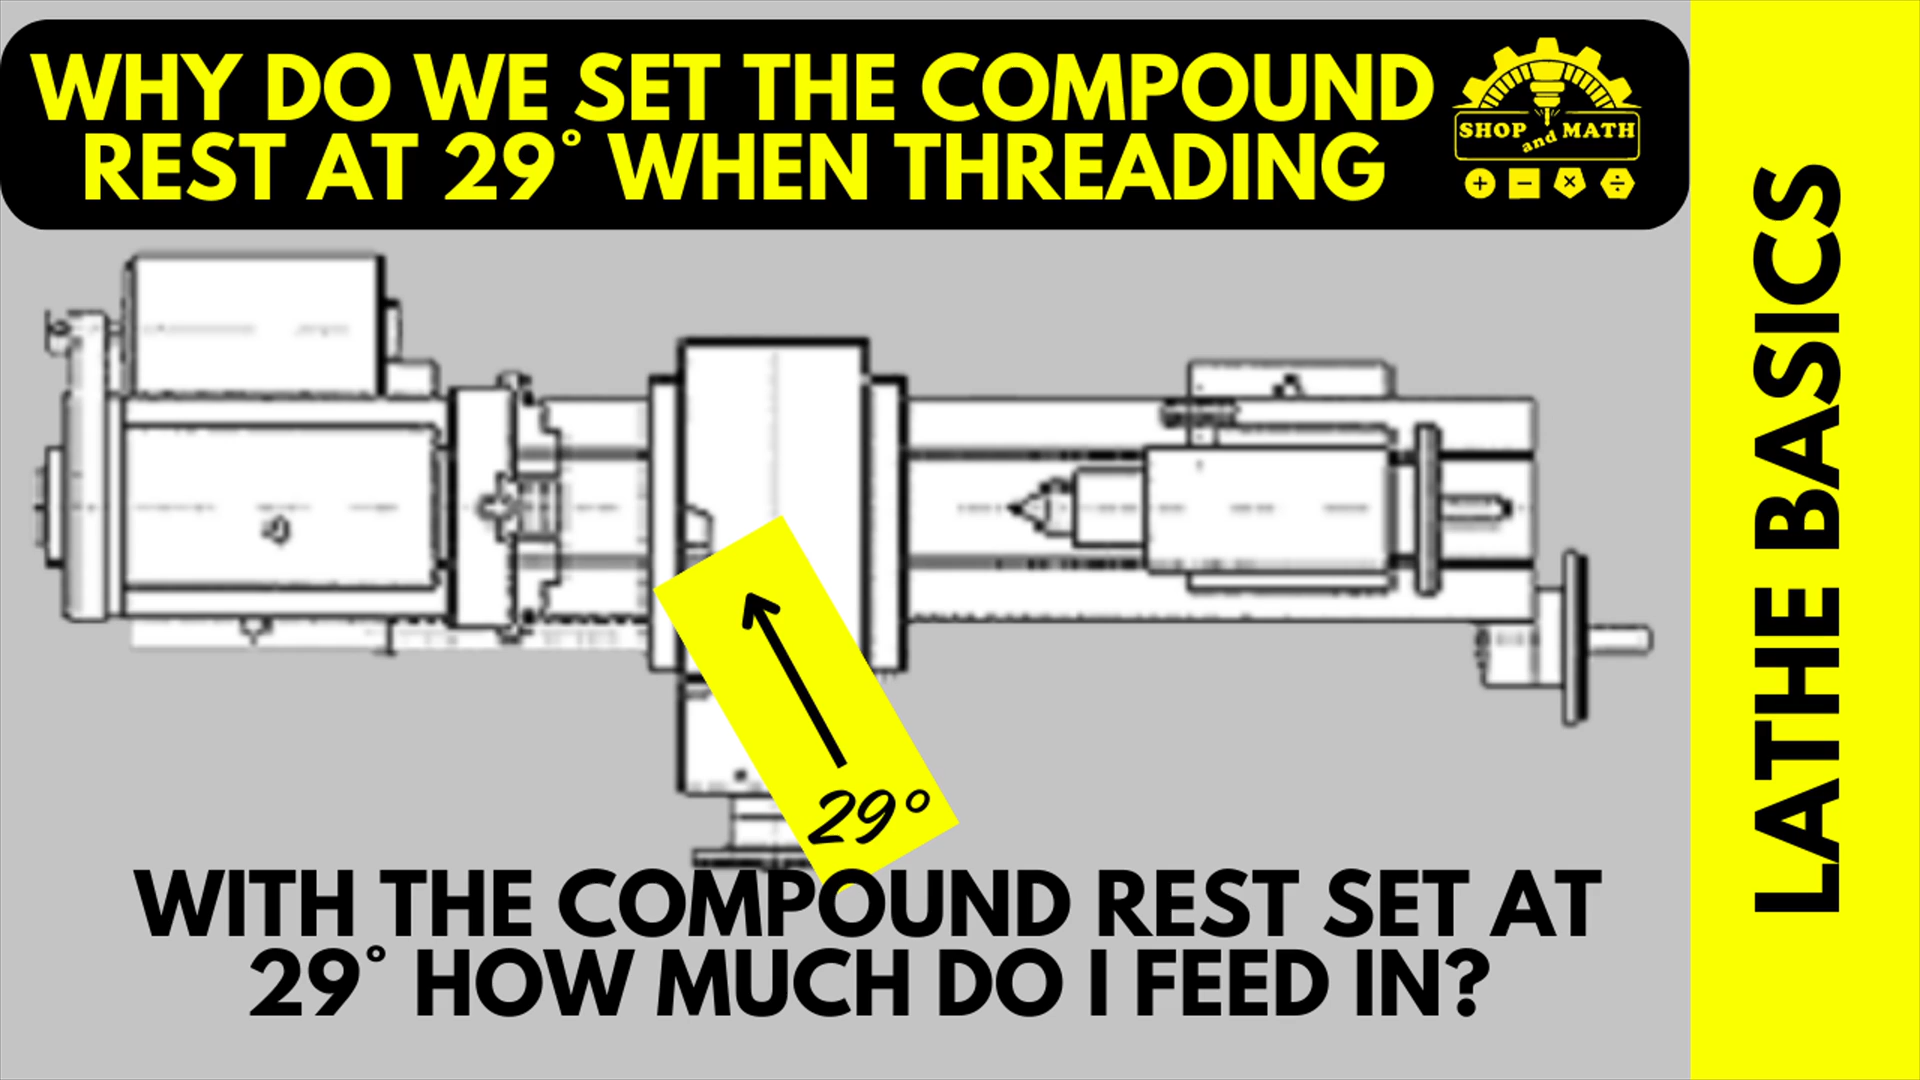 WHY DO WE SET THE COMPOUND
REST AT 29° WHEN THREADING
SHOP and MATH
LATHE BASICS
29°
WITH THE COMPOUND REST SET AT
29° HOW MUCH DO I FEED IN?